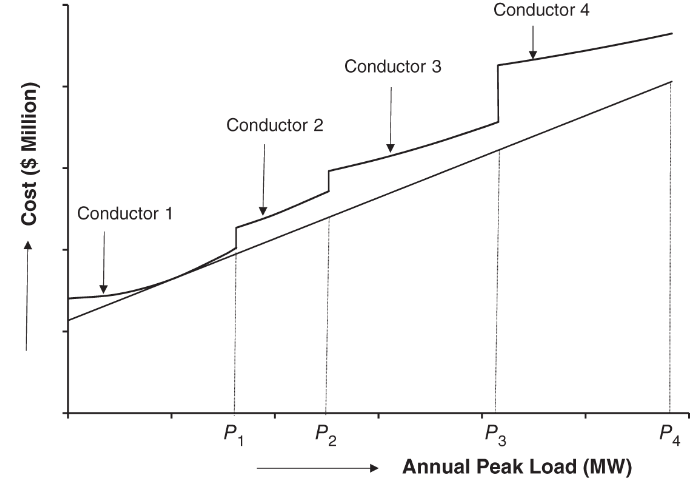 Conductor 4
Conductor 3
Conductor 2
Conductor 1
Cost ($ Million)
P1 P2 P3 P4
Annual Peak Load (MW)